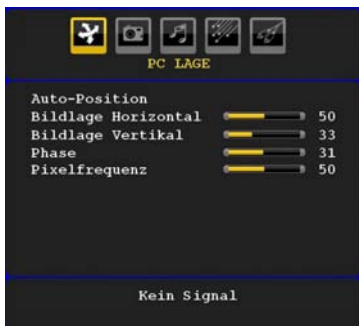 PC LAGE
Auto-Position
Bildlage Horizontal 50
Bildlage Vertikal 33
Phase 31
Pixelfrequenz 50
Kein Signal